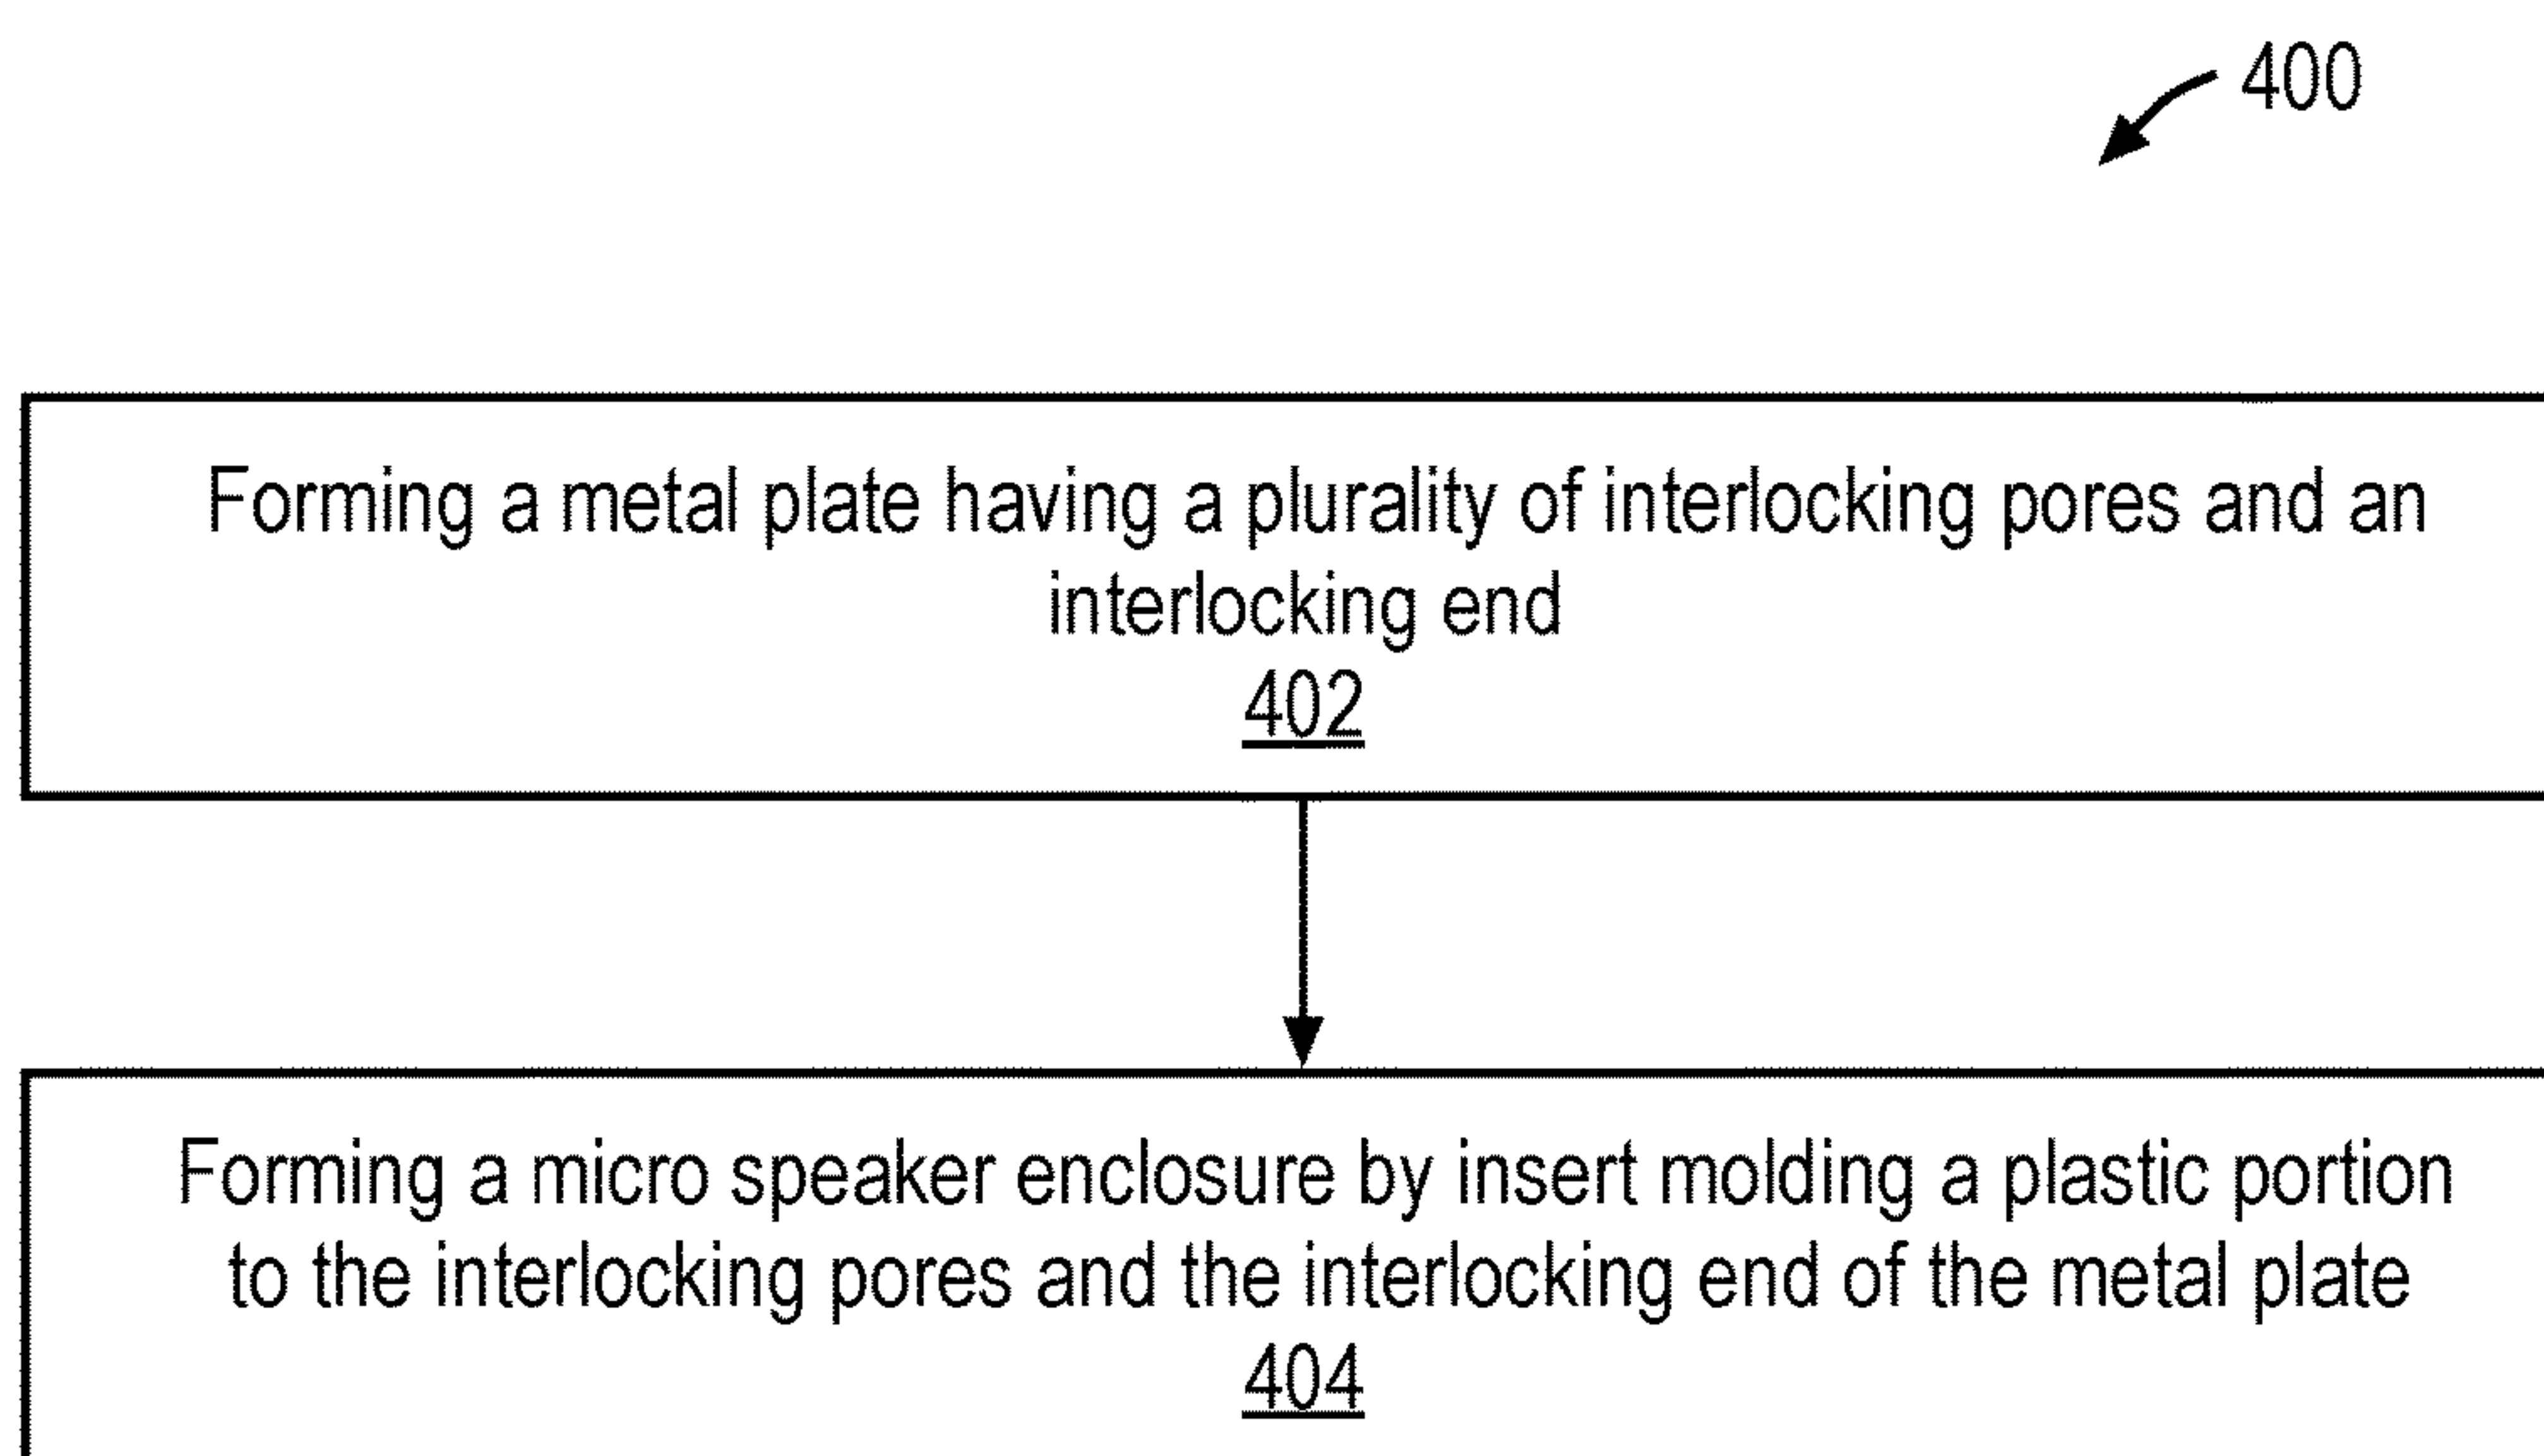 400
Forming a metal plate having a plurality of interlocking pores and an
interlocking end
402
Forming a micro speaker enclosure by insert molding a plastic portion
to the interlocking pores and the interlocking end of the metal plate
404